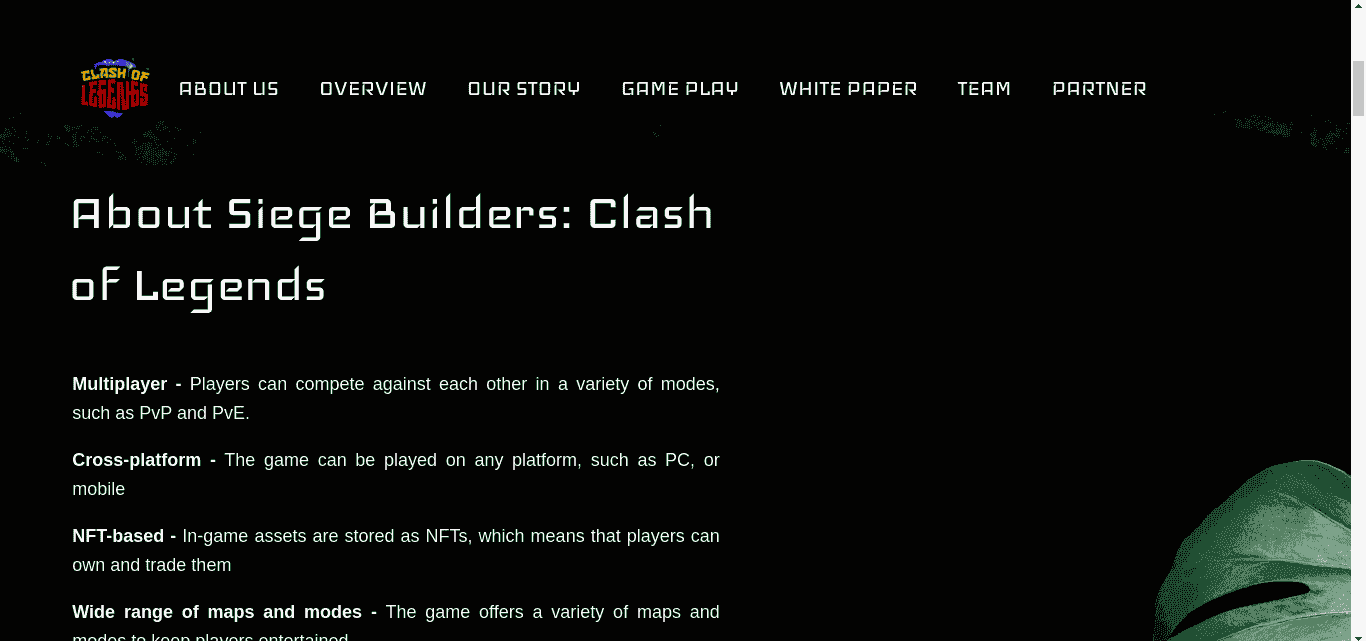 CLASH OF
LEGENDS
ABOUT US OVERVIEW OUR STORY GAME PLAY WHITE PAPER TEAM PARTNER
About Siege Builders: Clash
of Legends
Multiplayer - Players can compete against each other in a variety of modes,
such as PvP and PvE.
Cross-platform - The game can be played on any platform, such as PC, or
mobile
NFT-based - In-game assets are stored as NFTs, which means that players can
own and trade them
Wide range of maps and modes - The game offers a variety of maps and
modes to keep players entertained